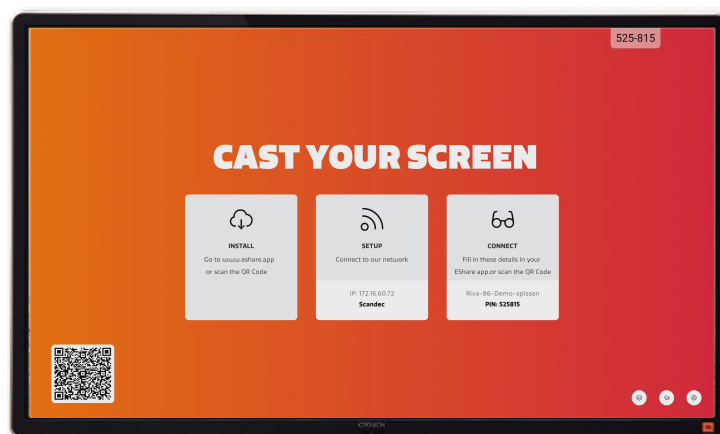 525-815
CAST YOUR SCREEN
INSTALL
Go to www.eshare.app
or scan the QR Code
SETUP
Connect to our network
IP: 172.16.60.72
Scandec
CONNECT
Fill in these details in your
EShare app,or scan the QR Code
Riva-86-Demo-spissen
PIN: 525815
CTOUCH